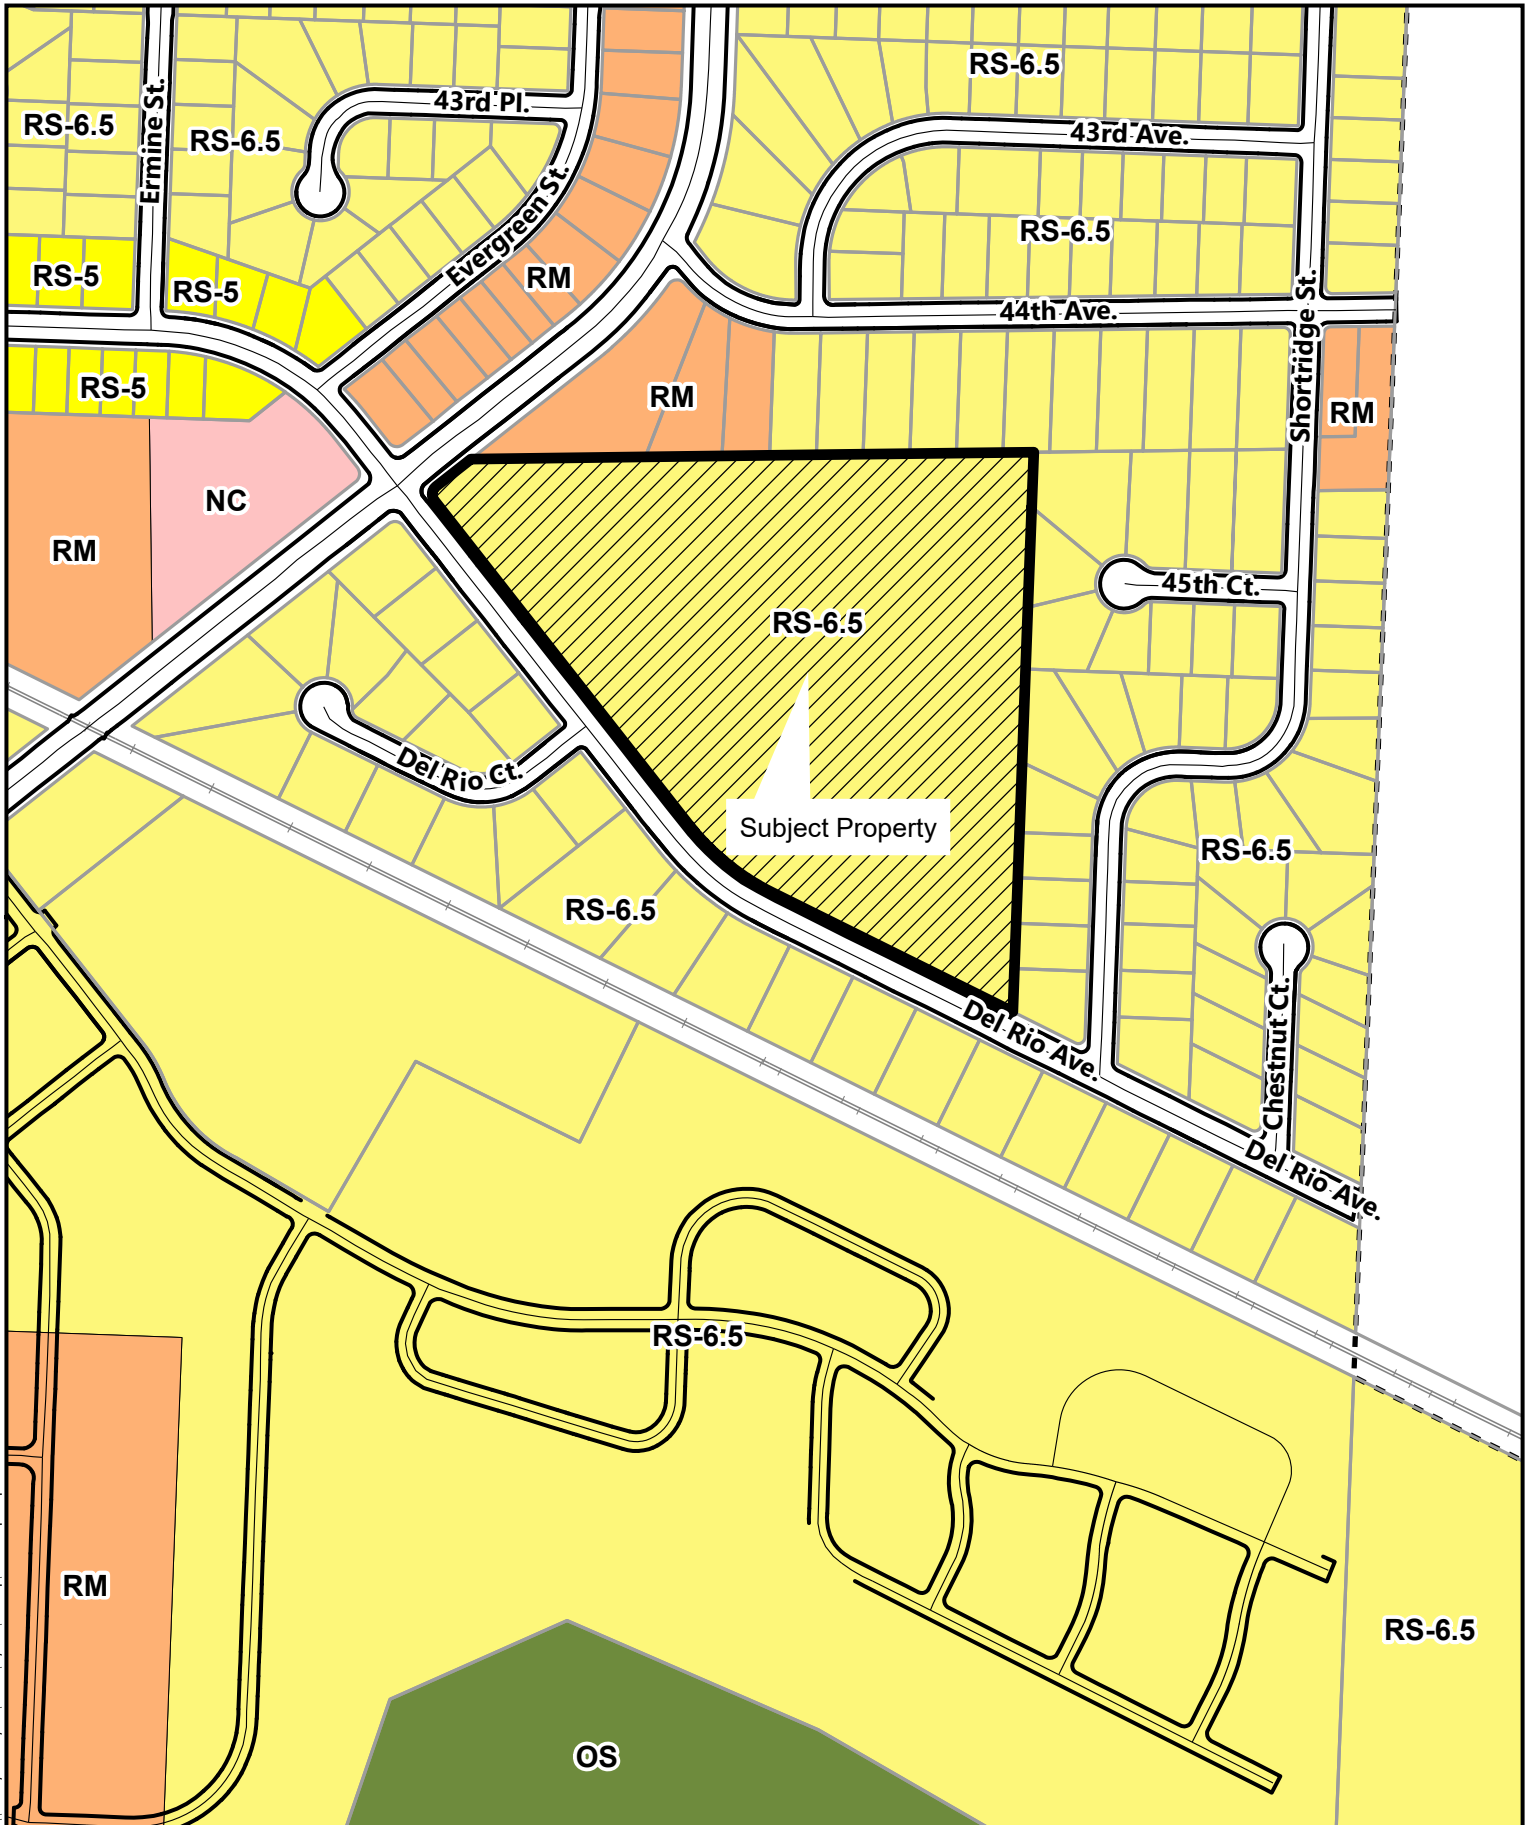 RS-6.5
43rd Pl.
RS-6.5
Ermine St.
RS-6.5
43rd Ave.
Evergreen St.
RS-6.5
RS-5
RS-5
RM
44th Ave.
Shortridge St.
RS-5
RM
RM
NC
RM
45th Ct.
RS-6.5
Del Rio Ct.
Subject Property
RS-6.5
RS-6.5
Del Rio Ave.
Chestnut Ct.
Del Rio Ave.
RS-6.5
RM
RS-6.5
OS